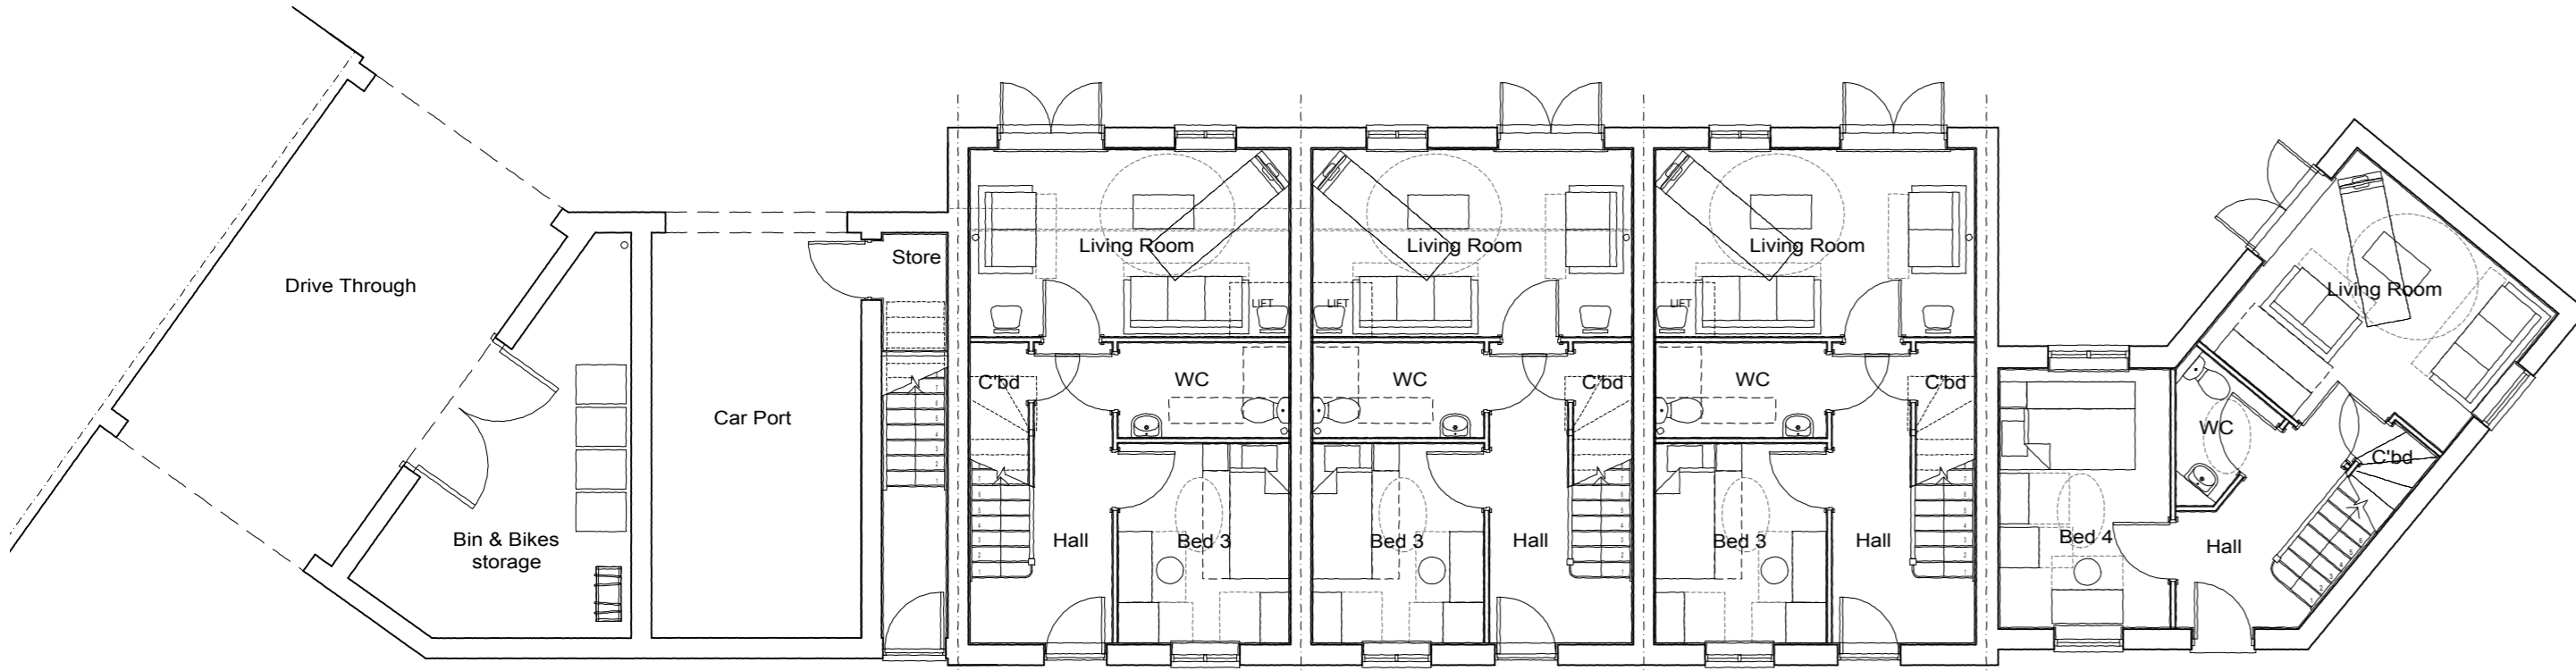 Drive Through
Bin & Bikes
storage
Car Port
Store
Living Room
LIFT
C'bd
WC
Hall
Bed 3
Living Room
LIFT
WC
C'bd
Bed 3
Hall
Living Room
LIFT
WC
C'bd
Bed 3
Hall
Bed 4
WC
Hall
Living Room
C'bd